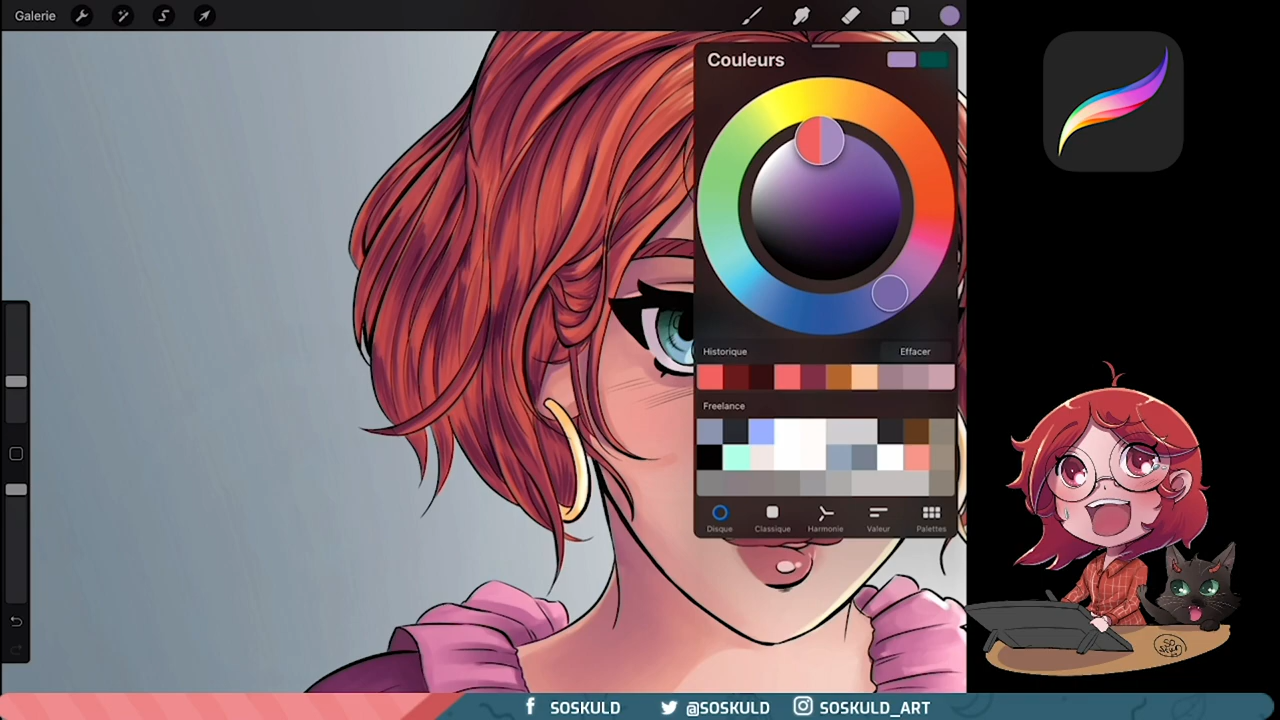 Galerie
Couleurs
Historique
Effacer
Freelance
Disque
Classique
Harmonie
Valeur
Palettes
SOSKULD
@SOSKULD
SOSKULD_ART